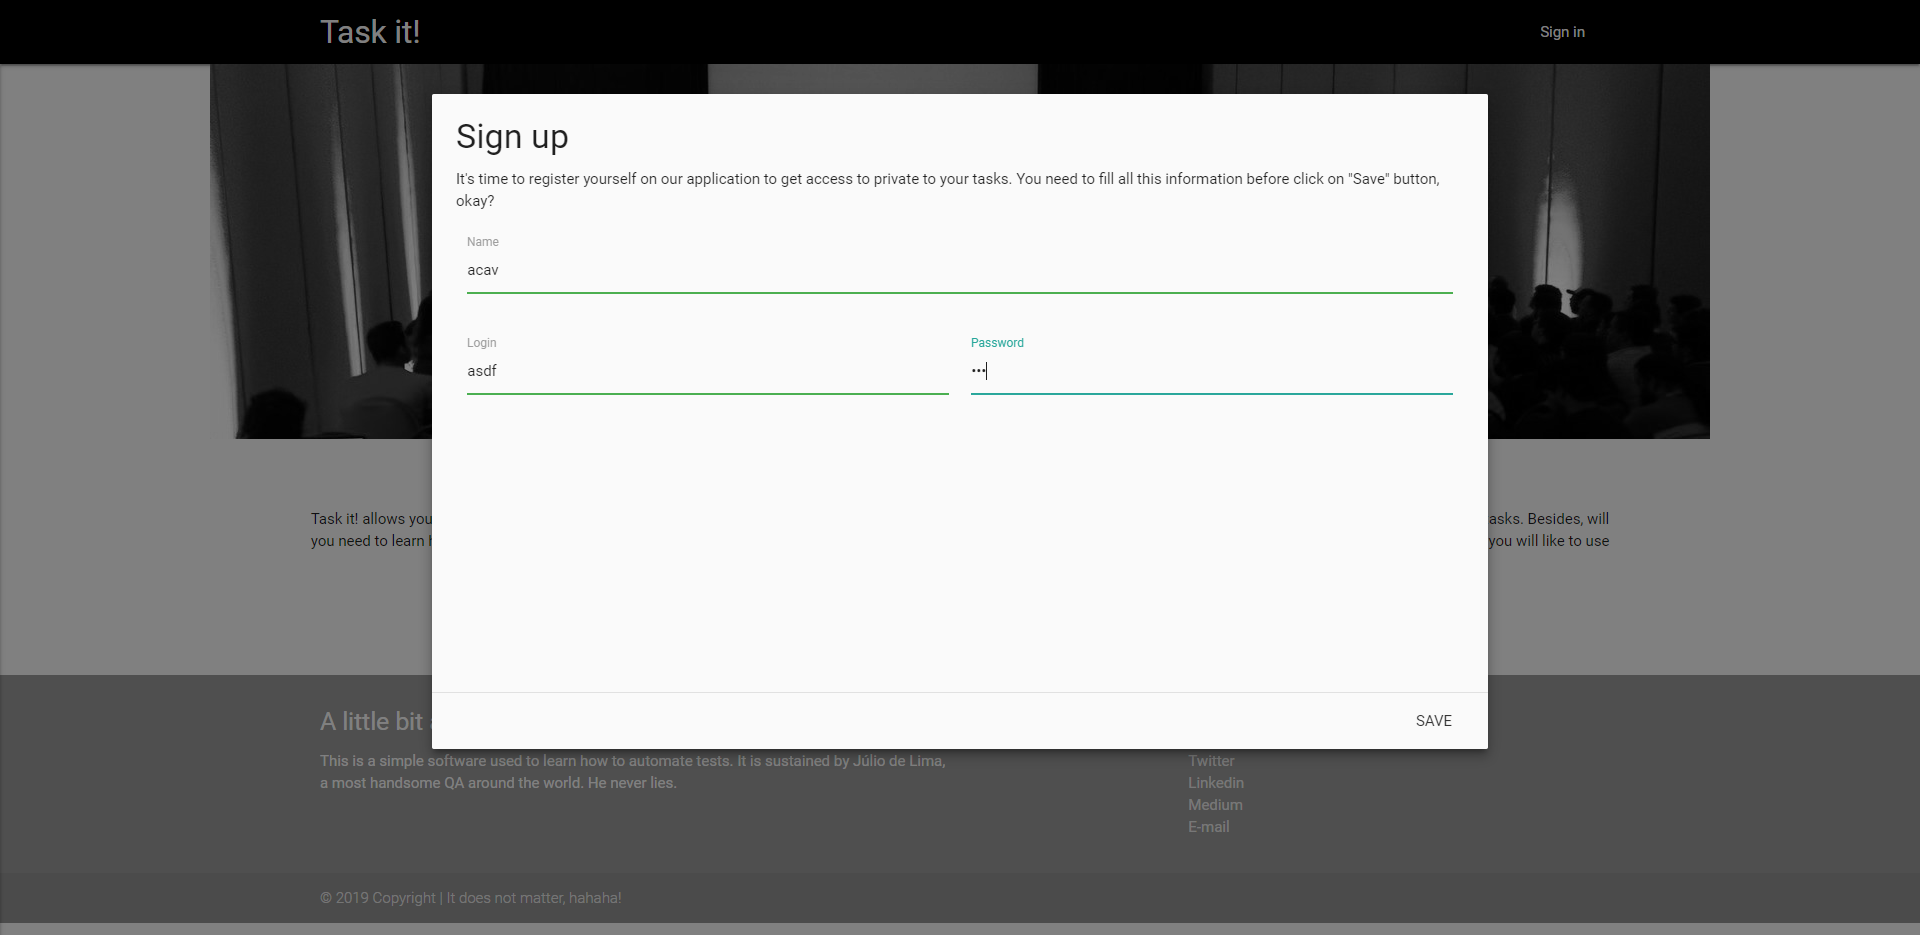 Task it!
Sign in
Sign up
It's time to register yourself on our application to get access to private to your tasks. You need to fill all this information before click on "Save" button,
okay?
Name
acav
Login
Password
asdf
•••
Task it! allows you
asks. Besides, will
you need to learn
you will like to use
SAVE
A little bit
This is a simple software used to learn how to automate tests. It is sustained by Júlio de Lima,
a most handsome QA around the world. He never lies.
Twitter
Linkedin
Medium
E-mail
© 2019 Copyright | It does not matter, hahaha!